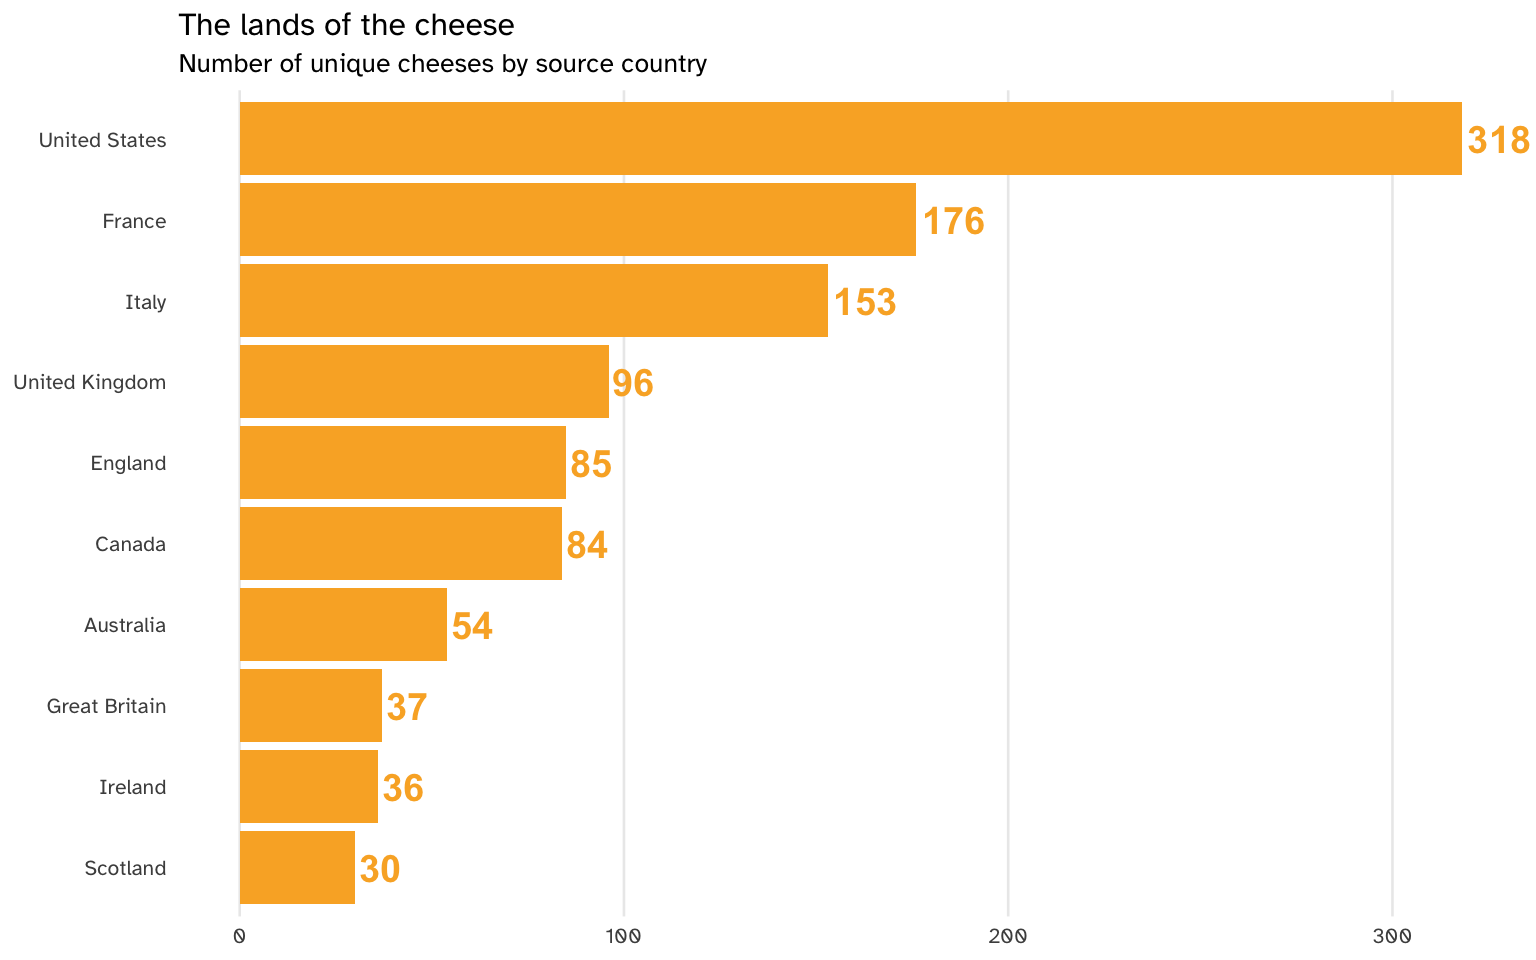 The lands of the cheese
Number of unique cheeses by source country
United States 318
France 176
Italy 153
United Kingdom 96
England 85
Canada 84
Australia 54
Great Britain 37
Ireland 36
Scotland 30
0 100 200 300